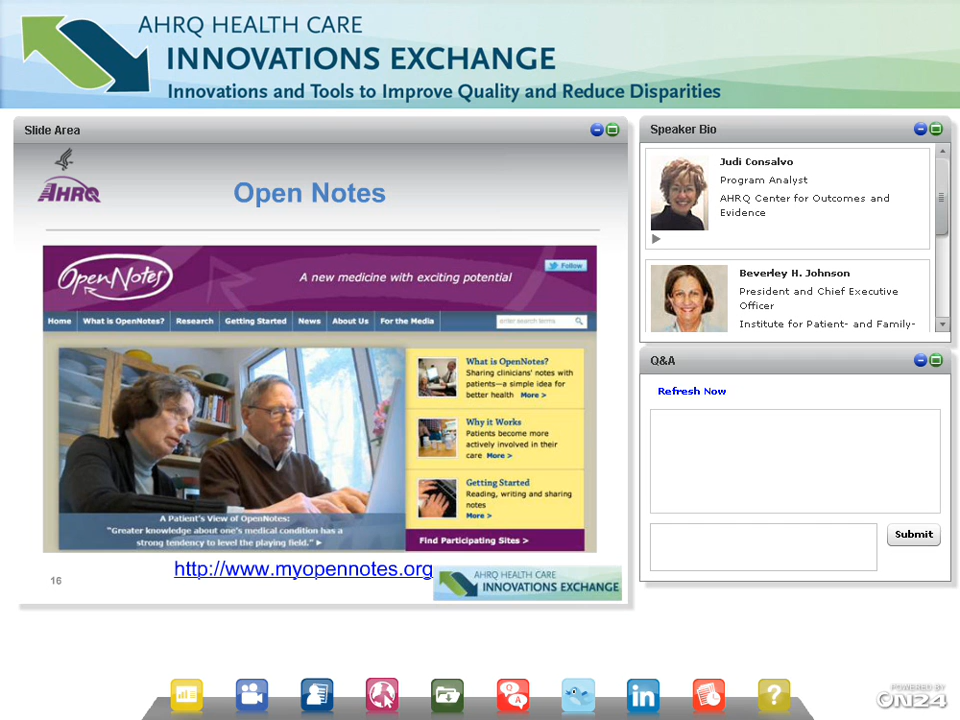 AHRQ HEALTH CARE
INNOVATIONS EXCHANGE
Innovations and Tools to Improve Quality and Reduce Disparities
Slide Area
AHRQ
Open Notes
OpenNotes
A new medicine with exciting potential
Follow
Home
What is OpenNotes?
Research
Getting Started
News
About Us
For the Media
enter search terms
What is OpenNotes?
Sharing clinicians' notes with
patients—a simple idea for
better health More >
Why it Works
Patients become more
actively involved in their
care More >
Getting Started
Reading, writing and sharing
notes
More >
A Patient's View of OpenNotes:
"Greater knowledge about one's medical condition has a
strong tendency to level the playing field."
Find Participating Sites >
http://www.myopennotes.org
16
AHRQ HEALTH CARE
INNOVATIONS EXCHANGE
Speaker Bio
Judi Consalvo
Program Analyst
AHRQ Center for Outcomes and
Evidence
Beverley H. Johnson
President and Chief Executive
Officer
Institute for Patient- and Family-
Q&A
Refresh Now
Submit
Q
A
in
?
POWERED BY
ON24